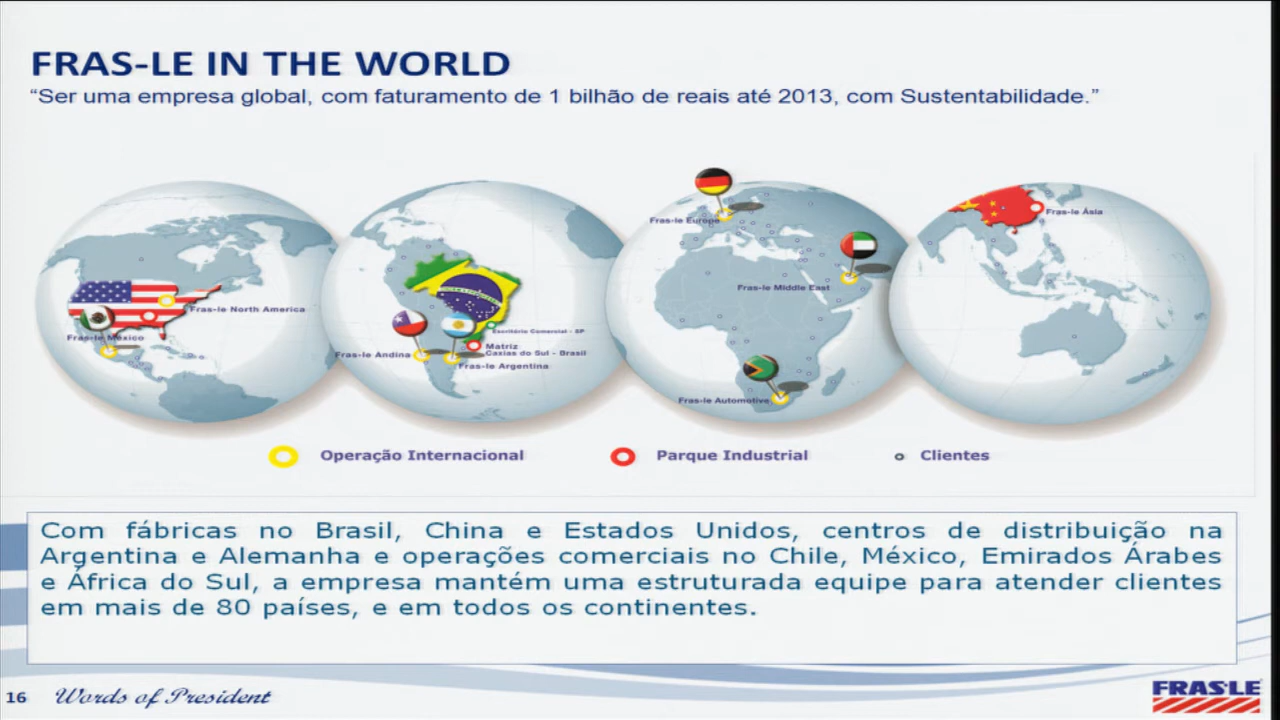 FRAS-LE IN THE WORLD
“Ser uma empresa global, com faturamento de 1 bilhão de reais até 2013, com Sustentabilidade.”
Fras-le North America
Fras-le México
Fras-le Andina
Escritório Comercial - SP
Matriz
Caxias do Sul - Brasil
Fras-le Argentina
Fras-le Europe
Fras-le Middle East
Fras-le Automotive
Fras-le Ásia
Operação Internacional
Parque Industrial
Clientes
Com fábricas no Brasil, China e Estados Unidos, centros de distribuição na
Argentina e Alemanha e operações comerciais no Chile, México, Emirados Árabes
e África do Sul, a empresa mantém uma estruturada equipe para atender clientes
em mais de 80 países, e em todos os continentes.
16 Words of President
FRAS-LE